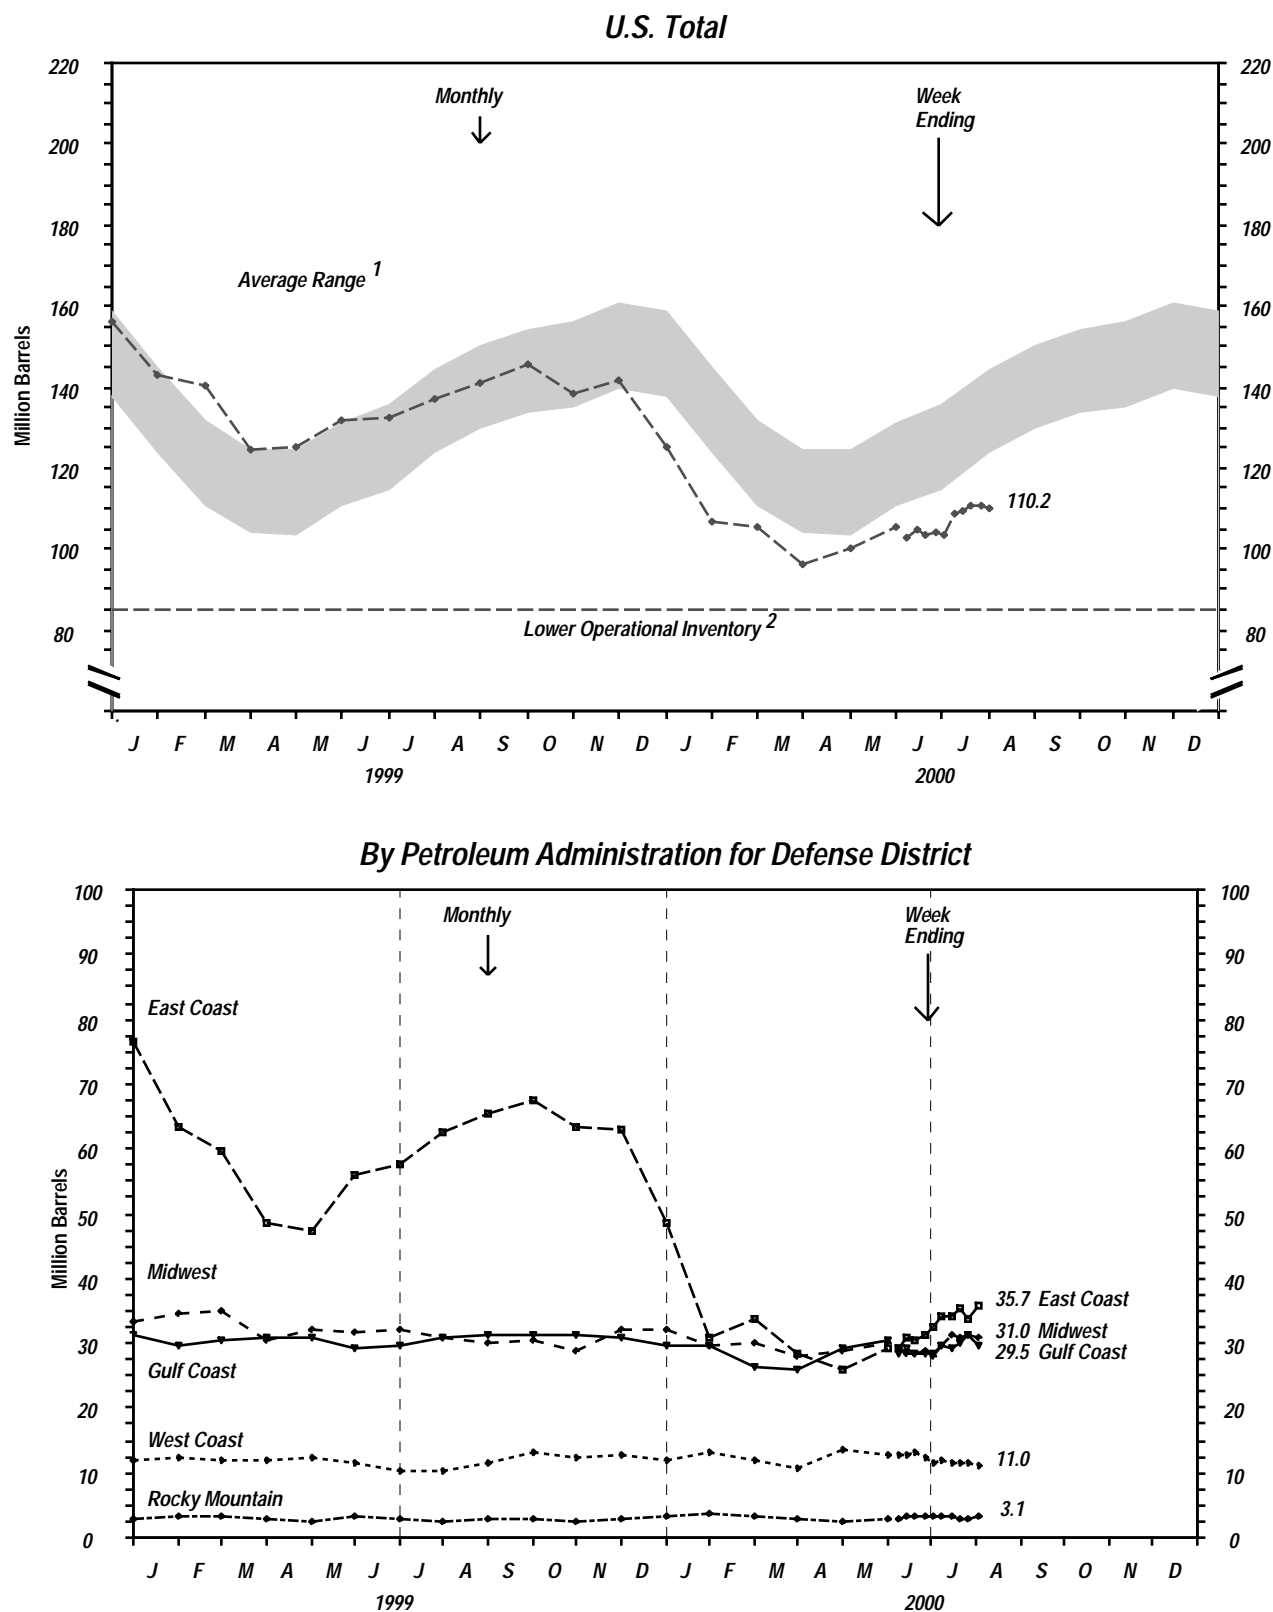 U.S. Total
220 220
Monthly Week
Ending
200 200
180 180
Average Range 1
160 160
Million Barrels
140 140
120 120
110.2
100 100
Lower Operational Inventory 2
80 80
J F M A M J J A S O N D J F M A M J J A S O N D
1999 2000
By Petroleum Administration for Defense District
100 100
Monthly Week
Ending
90 90
East Coast
80 80
70 70
60 60
Million Barrels
50 50
Midwest
40 40
35.7 East Coast
31.0 Midwest
30 30
29.5 Gulf Coast
Gulf Coast
20 20
West Coast
11.0
10 10
Rocky Mountain
3.1
0 0
J F M A M J J A S O N D J F M A M J J A S O N D
1999 2000